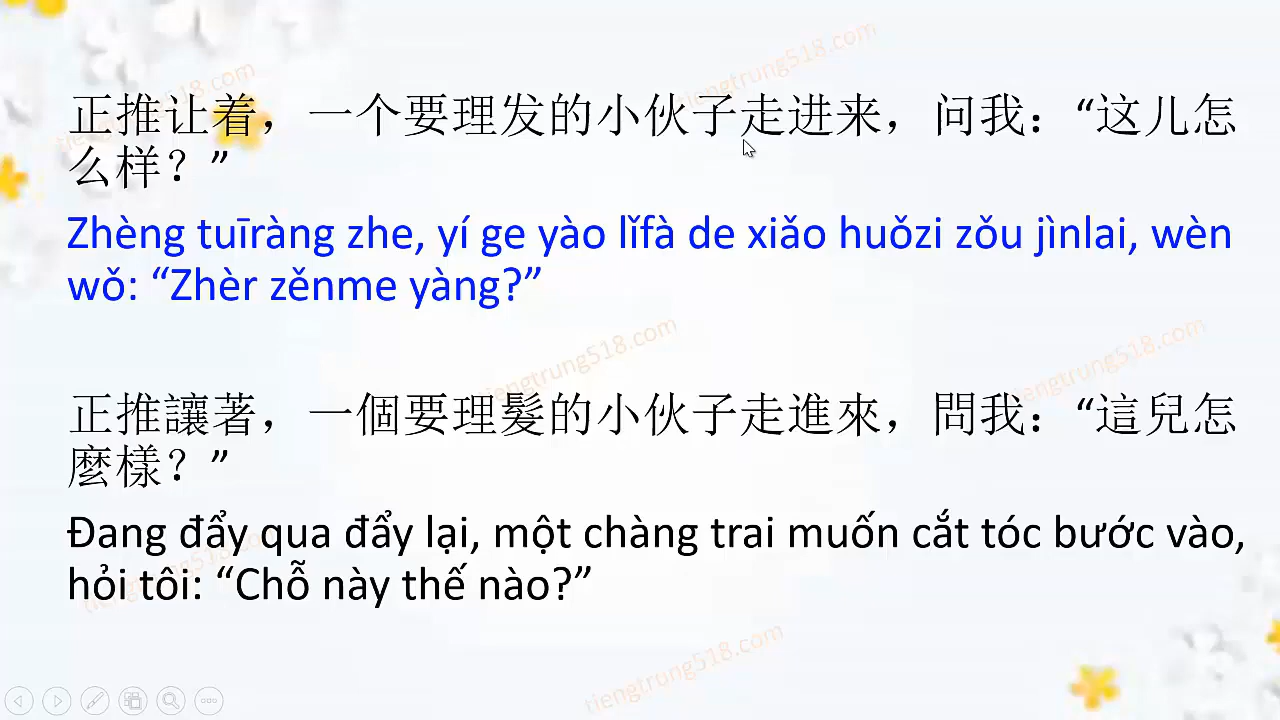 正推让着，一个要理发的小伙子走进来，问我：“这儿怎
么样？”
Zhèng tuīràng zhe, yí ge yào lǐfà de xiǎo huǒzi zǒu jìnlai, wèn
wǒ: “Zhèr zěnme yàng?”
正推讓著，一個要理髮的小伙子走進來，問我：“這兒怎
麼樣？”
Đang đẩy qua đẩy lại, một chàng trai muốn cắt tóc bước vào,
hỏi tôi: “Chỗ này thế nào?”
tiengtrung518.com